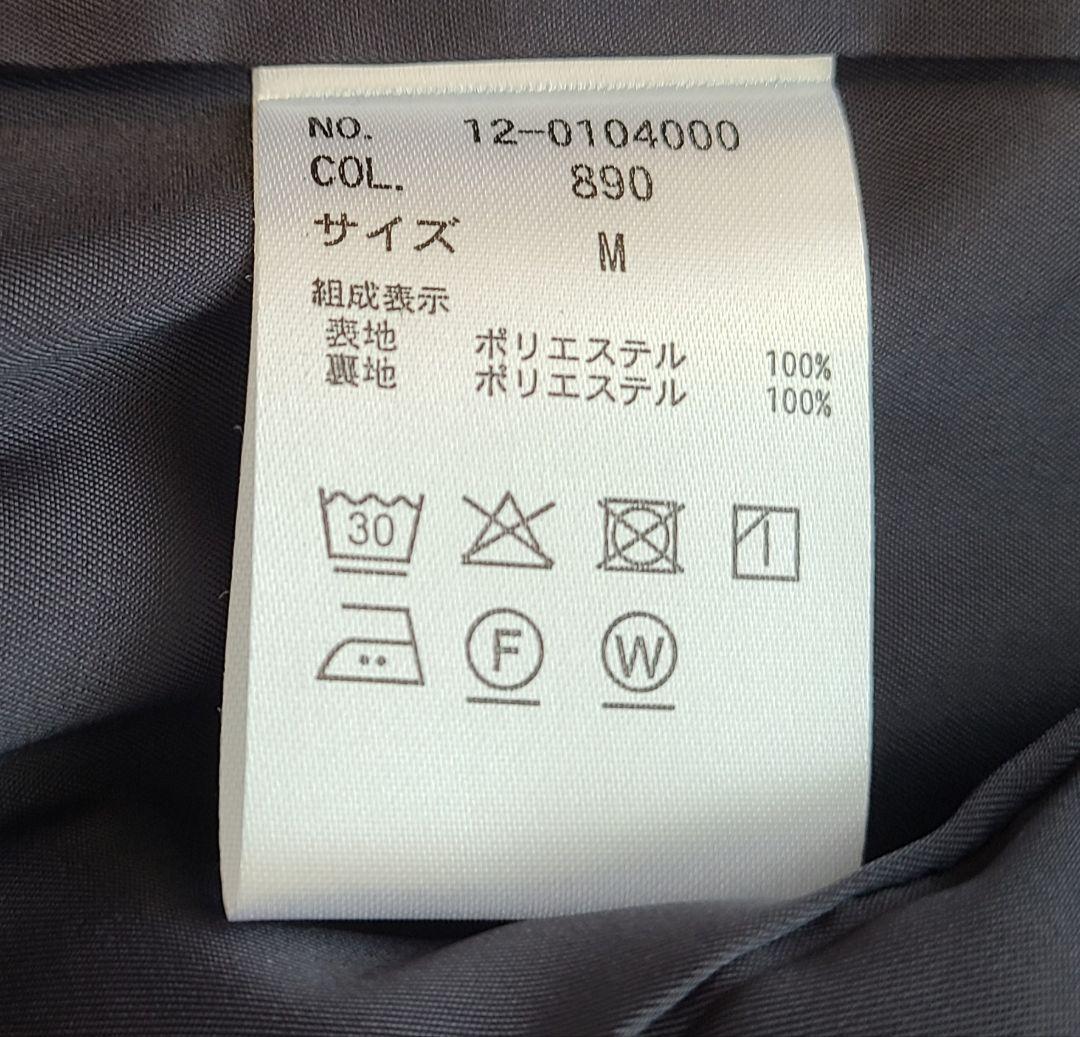 NO. 12-0104000
COL. 890
サイズ M
組成表示
表地 ポリエステル 100%
裏地 ポリエステル 100%
30
F W